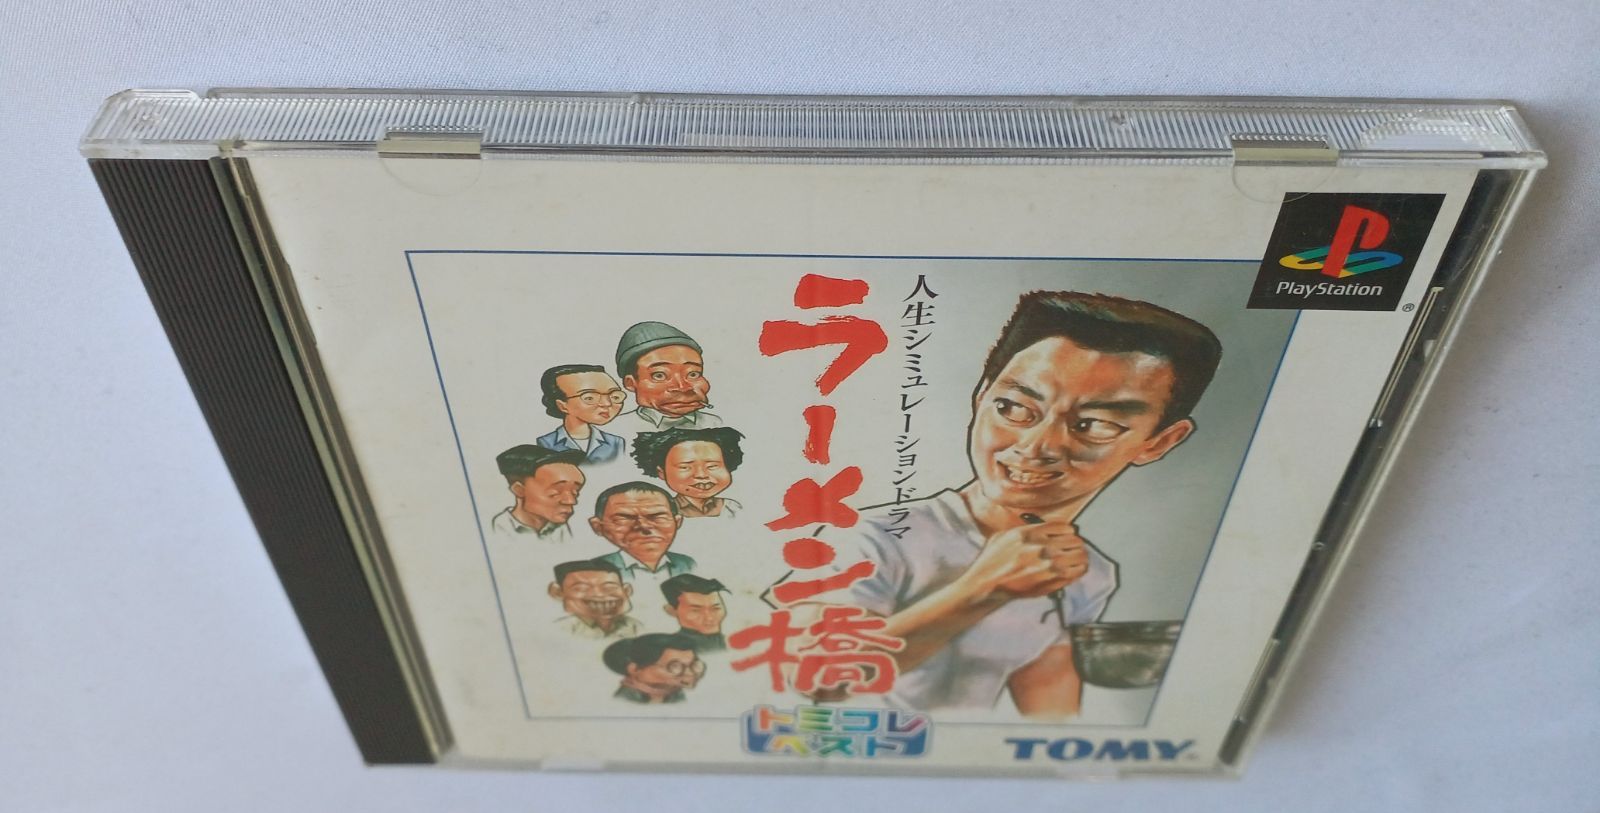 PlayStation
®
人生シミュレーションドラマ
ラーメン橋
トミコレ
ベスト
TOMY